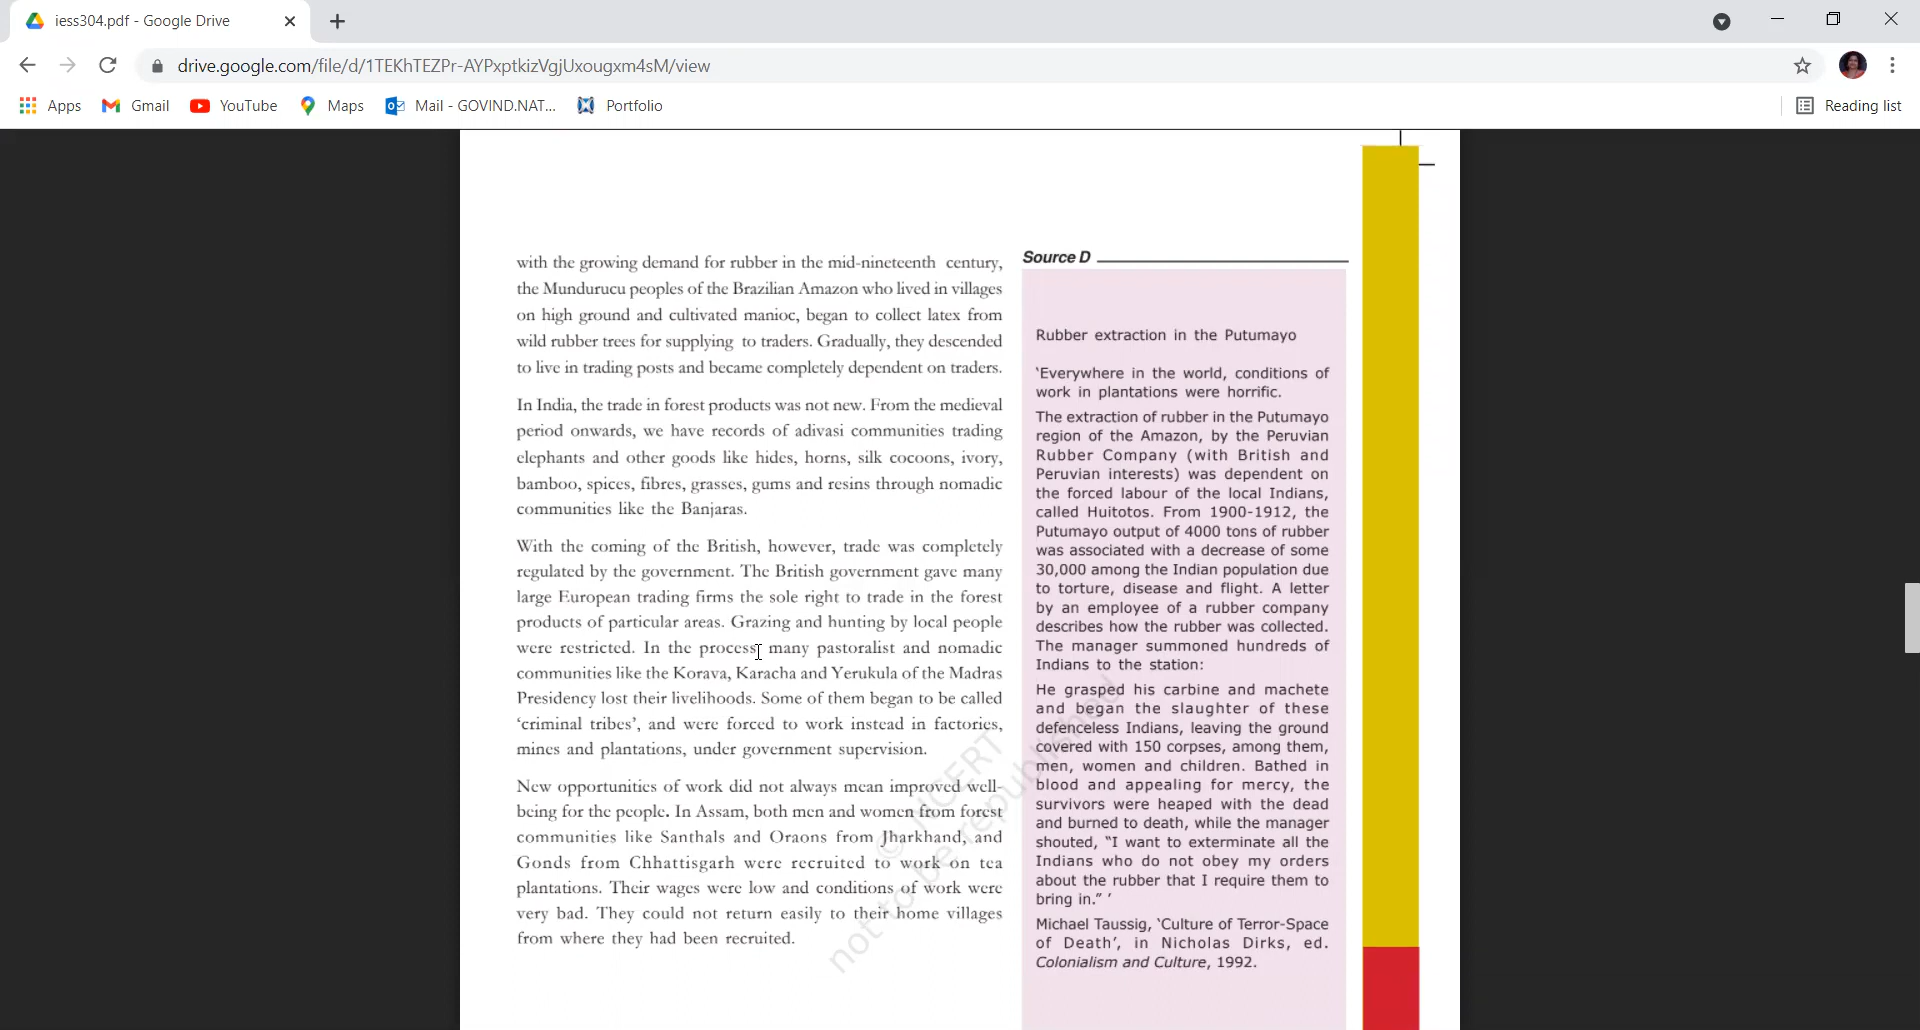 iess304.pdf - Google Drive
drive.google.com/file/d/1TEKhTEZPr-AYPxptkizVgjUxougxm4sM/view
Apps Gmail YouTube Maps Mail - GOVIND.NAT... Portfolio Reading list
with the growing demand for rubber in the mid-nineteenth century,
the Mundurucu peoples of the Brazilian Amazon who lived in villages
on high ground and cultivated manioc, began to collect latex from
wild rubber trees for supplying to traders. Gradually, they descended
to live in trading posts and became completely dependent on traders.
In India, the trade in forest products was not new. From the medieval
period onwards, we have records of adivasi communities trading
elephants and other goods like hides, horns, silk cocoons, ivory,
bamboo, spices, fibres, grasses, gums and resins through nomadic
communities like the Banjaras.
With the coming of the British, however, trade was completely
regulated by the government. The British government gave many
large European trading firms the sole right to trade in the forest
products of particular areas. Grazing and hunting by local people
were restricted. In the process, many pastoralist and nomadic
communities like the Korava, Karacha and Yerukula of the Madras
Presidency lost their livelihoods. Some of them began to be called
‘criminal tribes’, and were forced to work instead in factories,
mines and plantations, under government supervision.
New opportunities of work did not always mean improved well-
being for the people. In Assam, both men and women from forest
communities like Santhals and Oraons from Jharkhand, and
Gonds from Chhattisgarh were recruited to work on tea
plantations. Their wages were low and conditions of work were
very bad. They could not return easily to their home villages
from where they had been recruited.
Source D
Rubber extraction in the Putumayo
‘Everywhere in the world, conditions of
work in plantations were horrific.
The extraction of rubber in the Putumayo
region of the Amazon, by the Peruvian
Rubber Company (with British and
Peruvian interests) was dependent on
the forced labour of the local Indians,
called Huitotos. From 1900-1912, the
Putumayo output of 4000 tons of rubber
was associated with a decrease of some
30,000 among the Indian population due
to torture, disease and flight. A letter
by an employee of a rubber company
describes how the rubber was collected.
The manager summoned hundreds of
Indians to the station:
He grasped his carbine and machete
and began the slaughter of these
defenceless Indians, leaving the ground
covered with 150 corpses, among them,
men, women and children. Bathed in
blood and appealing for mercy, the
survivors were heaped with the dead
and burned to death, while the manager
shouted, “I want to exterminate all the
Indians who do not obey my orders
about the rubber that I require them to
bring in.” ’
Michael Taussig, ‘Culture of Terror-Space
of Death’, in Nicholas Dirks, ed.
Colonialism and Culture, 1992.
© NCERT
not to be republished